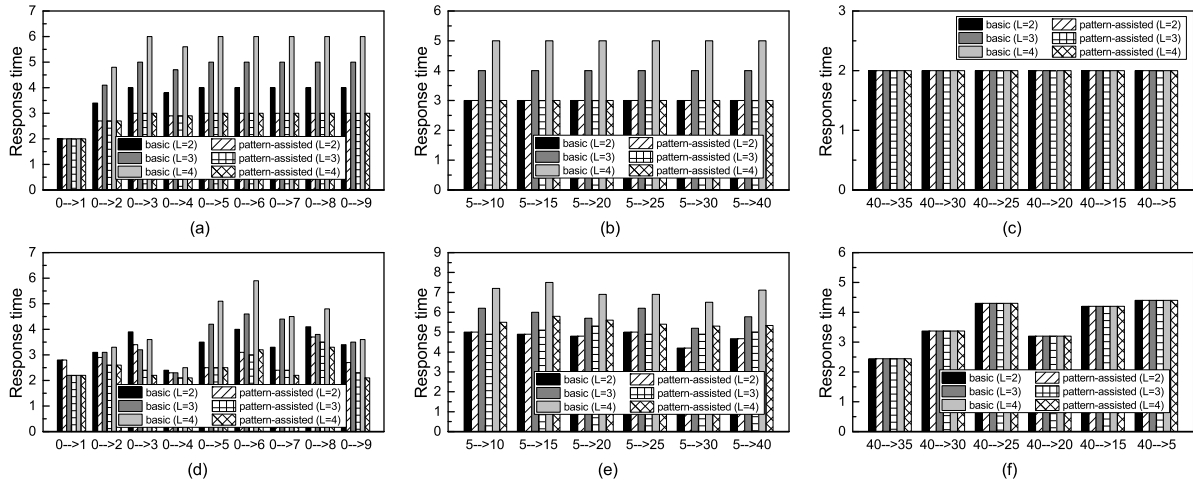 7
6
5
4
3
2
1
0
Response time
basic (L=2) pattern-assisted (L=2)
basic (L=3) pattern-assisted (L=3)
basic (L=4) pattern-assisted (L=4)
0-->1 0-->2 0-->3 0-->4 0-->5 0-->6 0-->7 0-->8 0-->9
(a)
6
5
4
3
2
1
0
Response time
basic (L=2) pattern-assisted (L=2)
basic (L=3) pattern-assisted (L=3)
basic (L=4) pattern-assisted (L=4)
5-->10 5-->15 5-->20 5-->25 5-->30 5-->40
(b)
3
2
1
0
Response time
basic (L=2) pattern-assisted (L=2)
basic (L=3) pattern-assisted (L=3)
basic (L=4) pattern-assisted (L=4)
40-->35 40-->30 40-->25 40-->20 40-->15 40-->5
(c)
7
6
5
4
3
2
1
0
Response time
basic (L=2) pattern-assisted (L=2)
basic (L=3) pattern-assisted (L=3)
basic (L=4) pattern-assisted (L=4)
0-->1 0-->2 0-->3 0-->4 0-->5 0-->6 0-->7 0-->8 0-->9
(d)
9
8
7
6
5
4
3
2
1
0
Response time
basic (L=2) pattern-assisted (L=2)
basic (L=3) pattern-assisted (L=3)
basic (L=4) pattern-assisted (L=4)
5-->10 5-->15 5-->20 5-->25 5-->30 5-->40
(e)
6
5
4
3
2
1
0
Response time
basic (L=2) pattern-assisted (L=2)
basic (L=3) pattern-assisted (L=3)
basic (L=4) pattern-assisted (L=4)
40-->35 40-->30 40-->25 40-->20 40-->15 40-->5
(f)